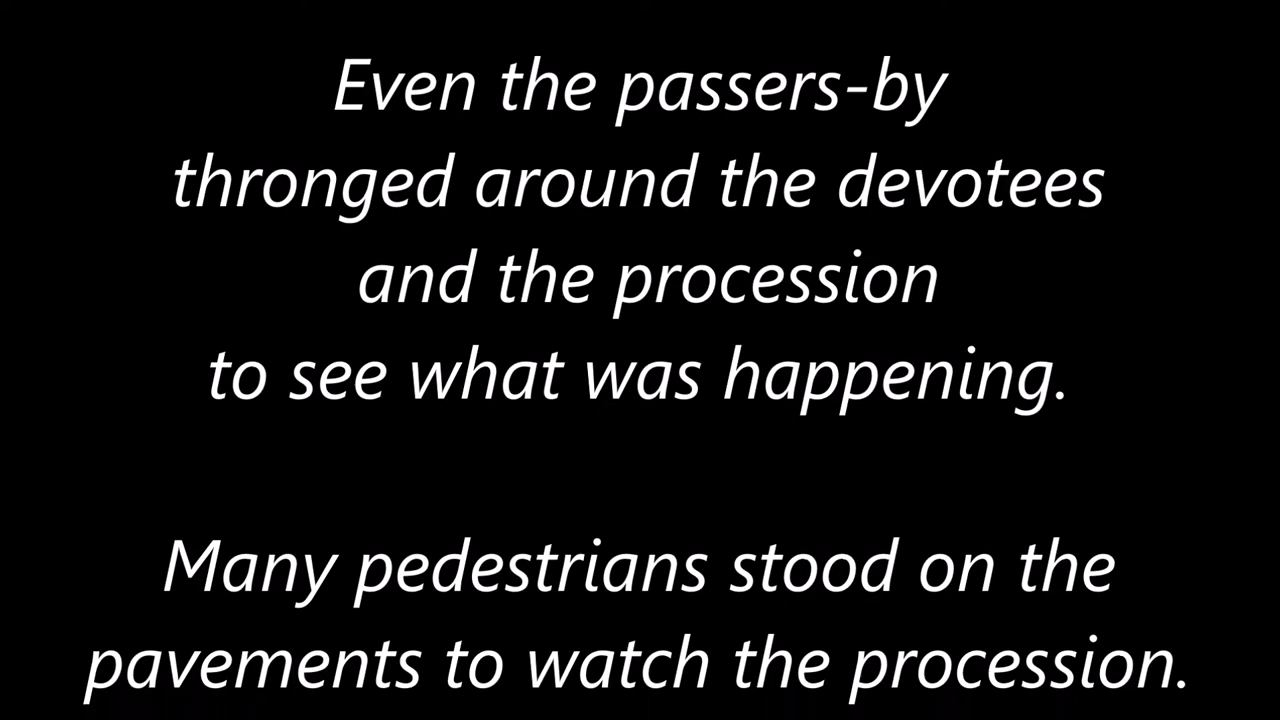 Even the passers-by
thronged around the devotees
and the procession
to see what was happening.
Many pedestrians stood on the
pavements to watch the procession.